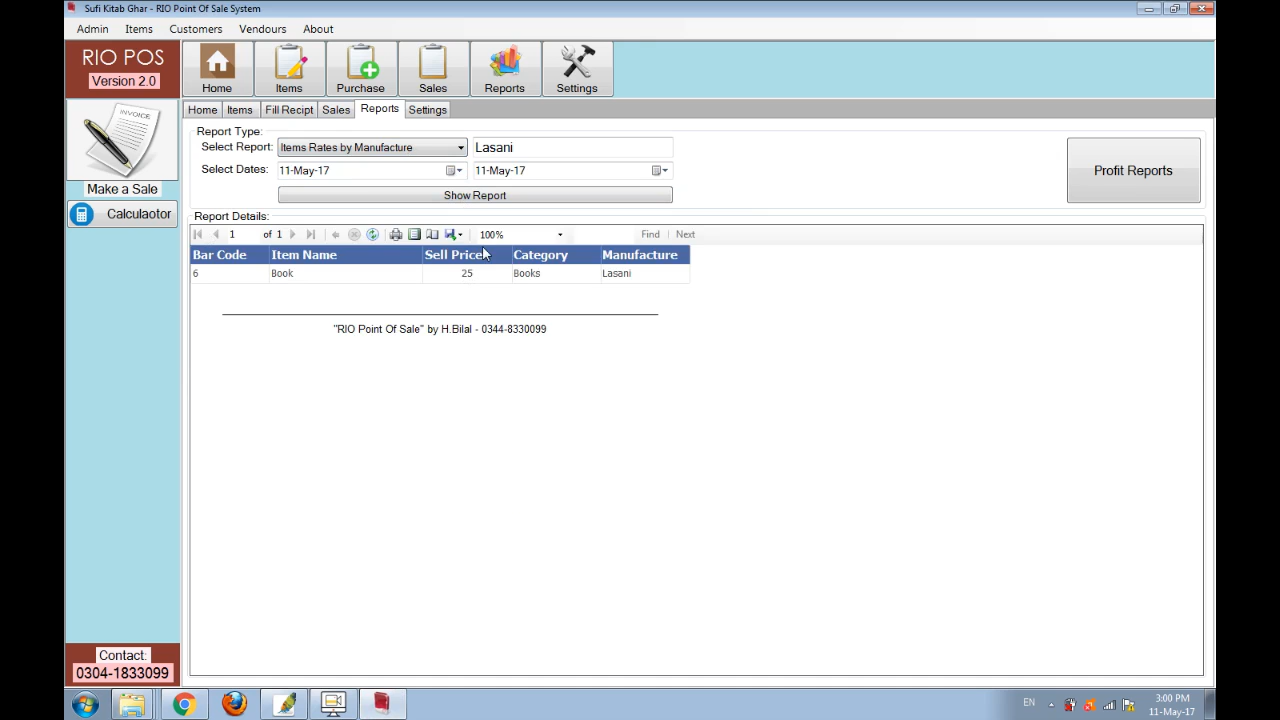 Sufi Kitab Ghar - RIO Point Of Sale System
Admin Items Customers Vendours About
RIO POS
Version 2.0
Home Items Purchase Sales Reports Settings
Home Items Fill Recipt Sales Reports Settings
INVOICE
Make a Sale
Calculaotor
Report Type:
Select Report: Items Rates by Manufacture Lasani
Select Dates: 11-May-17 11-May-17
Show Report
Profit Reports
Report Details:
1 of 1 100% Find Next
Bar Code Item Name Sell Price Category Manufacture
6 Book 25 Books Lasani
"RIO Point Of Sale" by H.Bilal - 0344-8330099
Contact:
0304-1833099
EN 3:00 PM
11-May-17